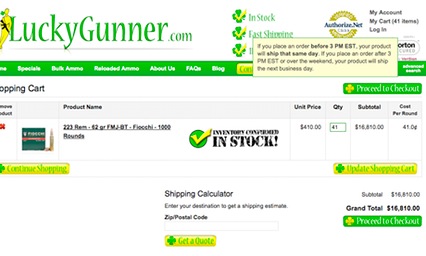 LuckyGunner.com
In Stock
Fast Shipping
Authorize.Net
My Account
My Cart (41 items)
Log In
If you place an order before 3 PM EST, your product
will ship that same day. If you place an order after 3
PM EST or over the weekend, your product will ship
the next business day.
Home Specials Bulk Ammo Reloaded Ammo About Us FAQs Blog
advanced search
opping Cart
Proceed to Checkout
Product Name Unit Price Qty Subtotal Cost Per Round
223 Rem - 62 gr FMJ-BT - Fiocchi - 1000
Rounds
INVENTORY CONFIRMED
IN STOCK!
$410.00 41 $16,810.00 41.0¢
Continue Shopping
Update Shopping Cart
Shipping Calculator
Enter your destination to get a shipping estimate.
Zip/Postal Code
Get a Quote
Subtotal $16,810.00
Grand Total $16,810.00
Proceed to Checkout